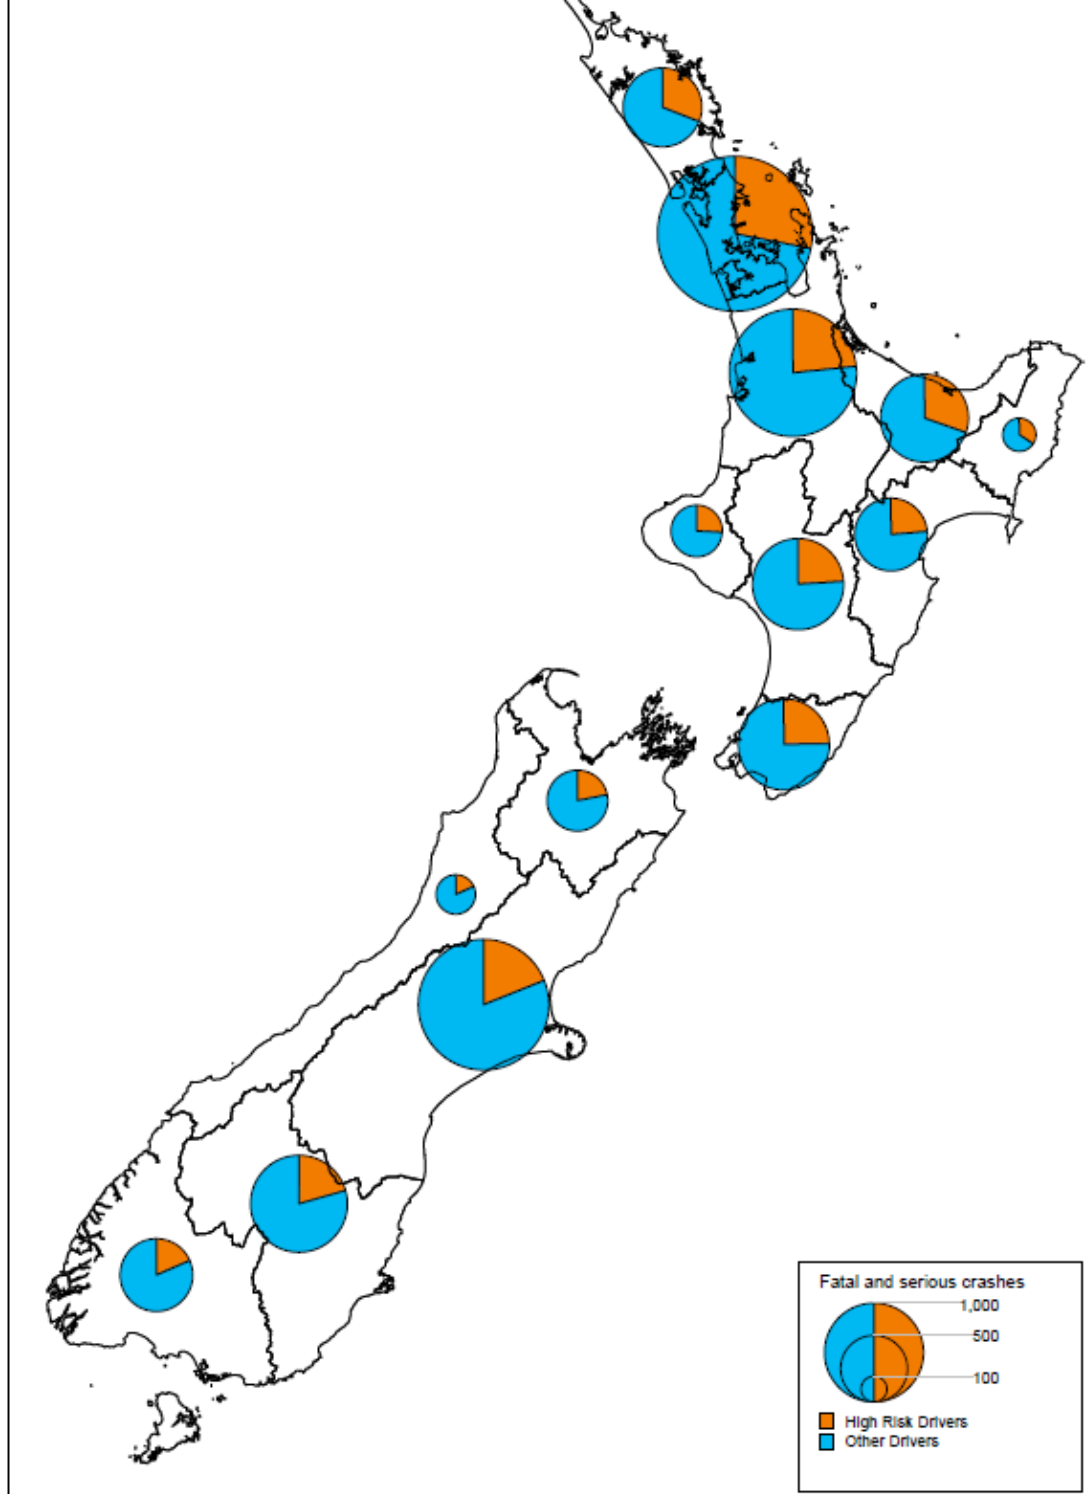 Fatal and serious crashes
1,000
500
100
High Risk Drivers
Other Drivers